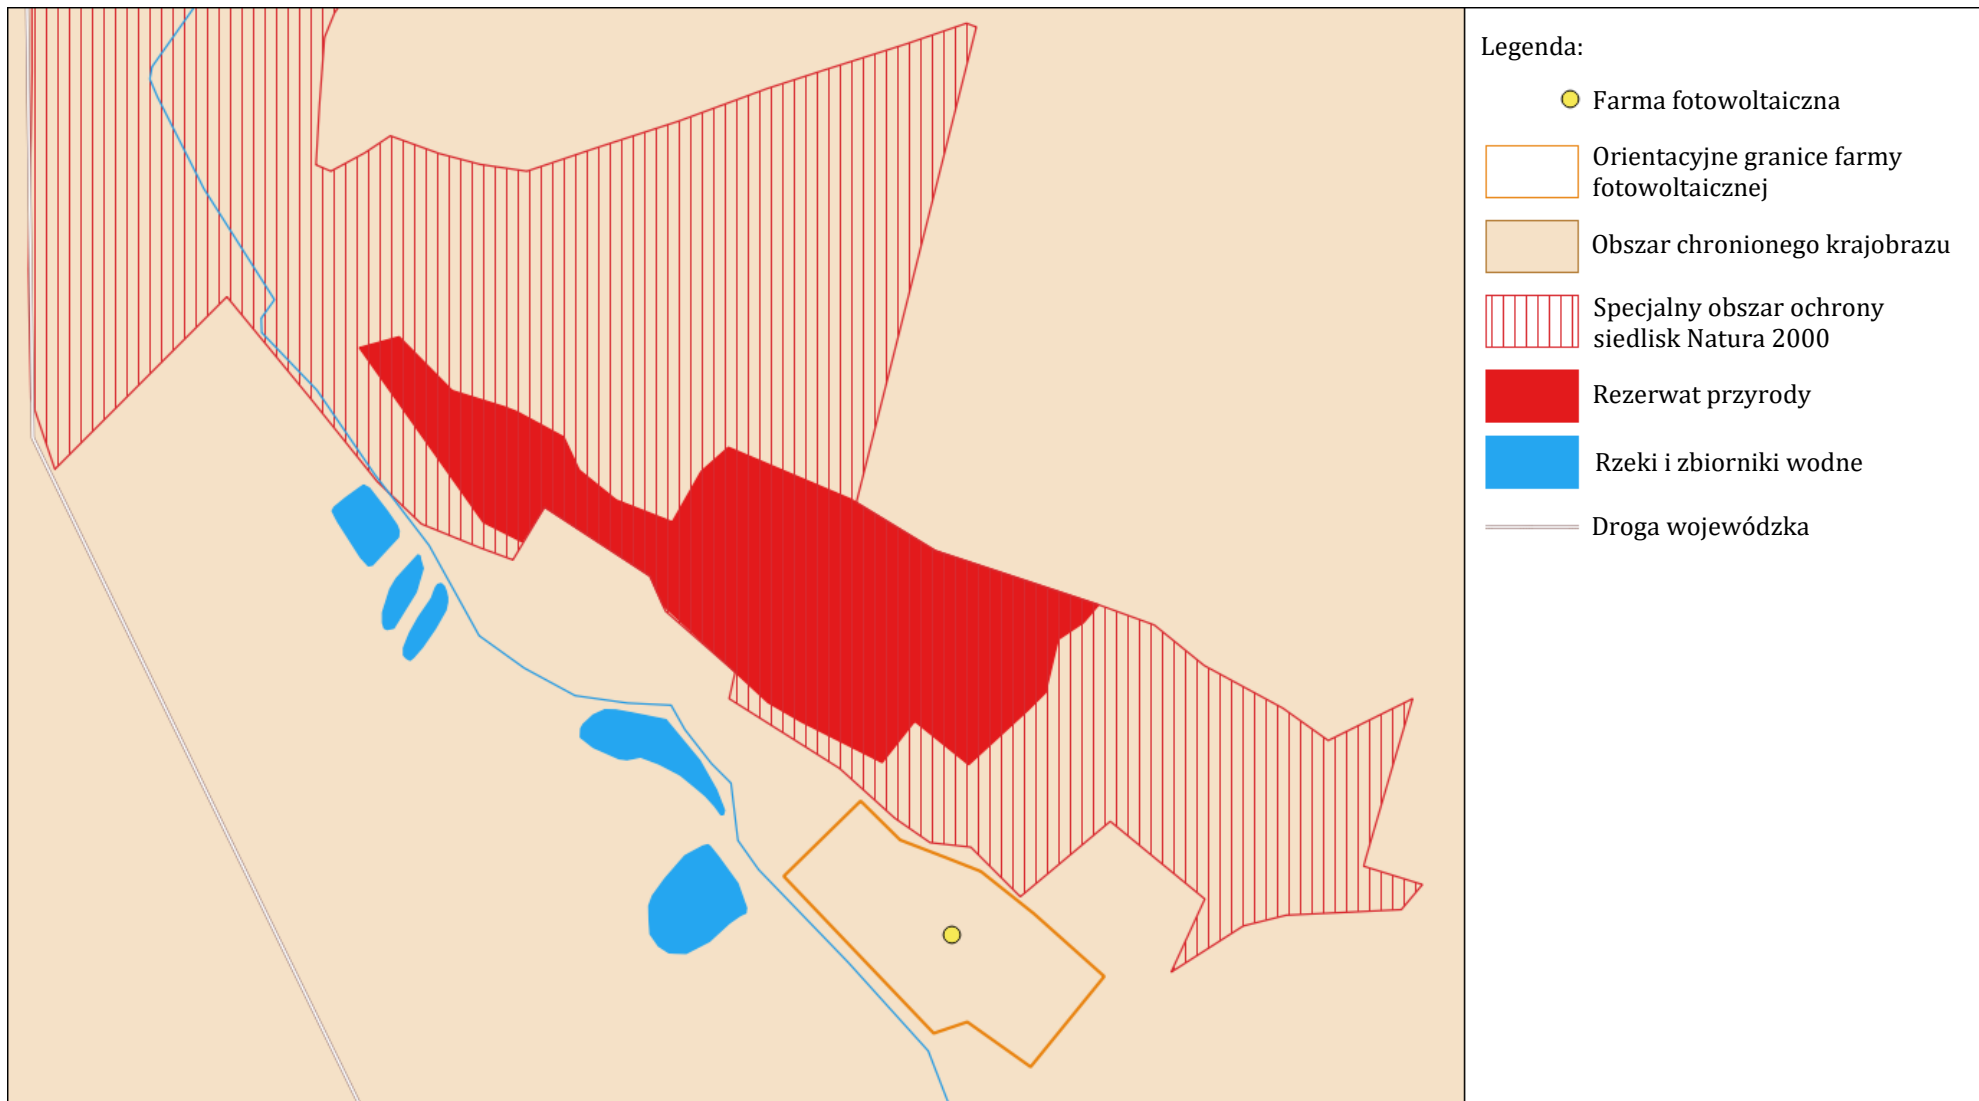 Legenda:
Farma fotowoltaiczna
Orientacyjne granice farmy
fotowoltaicznej
Obszar chronionego krajobrazu
Specjalny obszar ochrony
siedlisk Natura 2000
Rezerwat przyrody
Rzeki i zbiorniki wodne
Droga wojewódzka